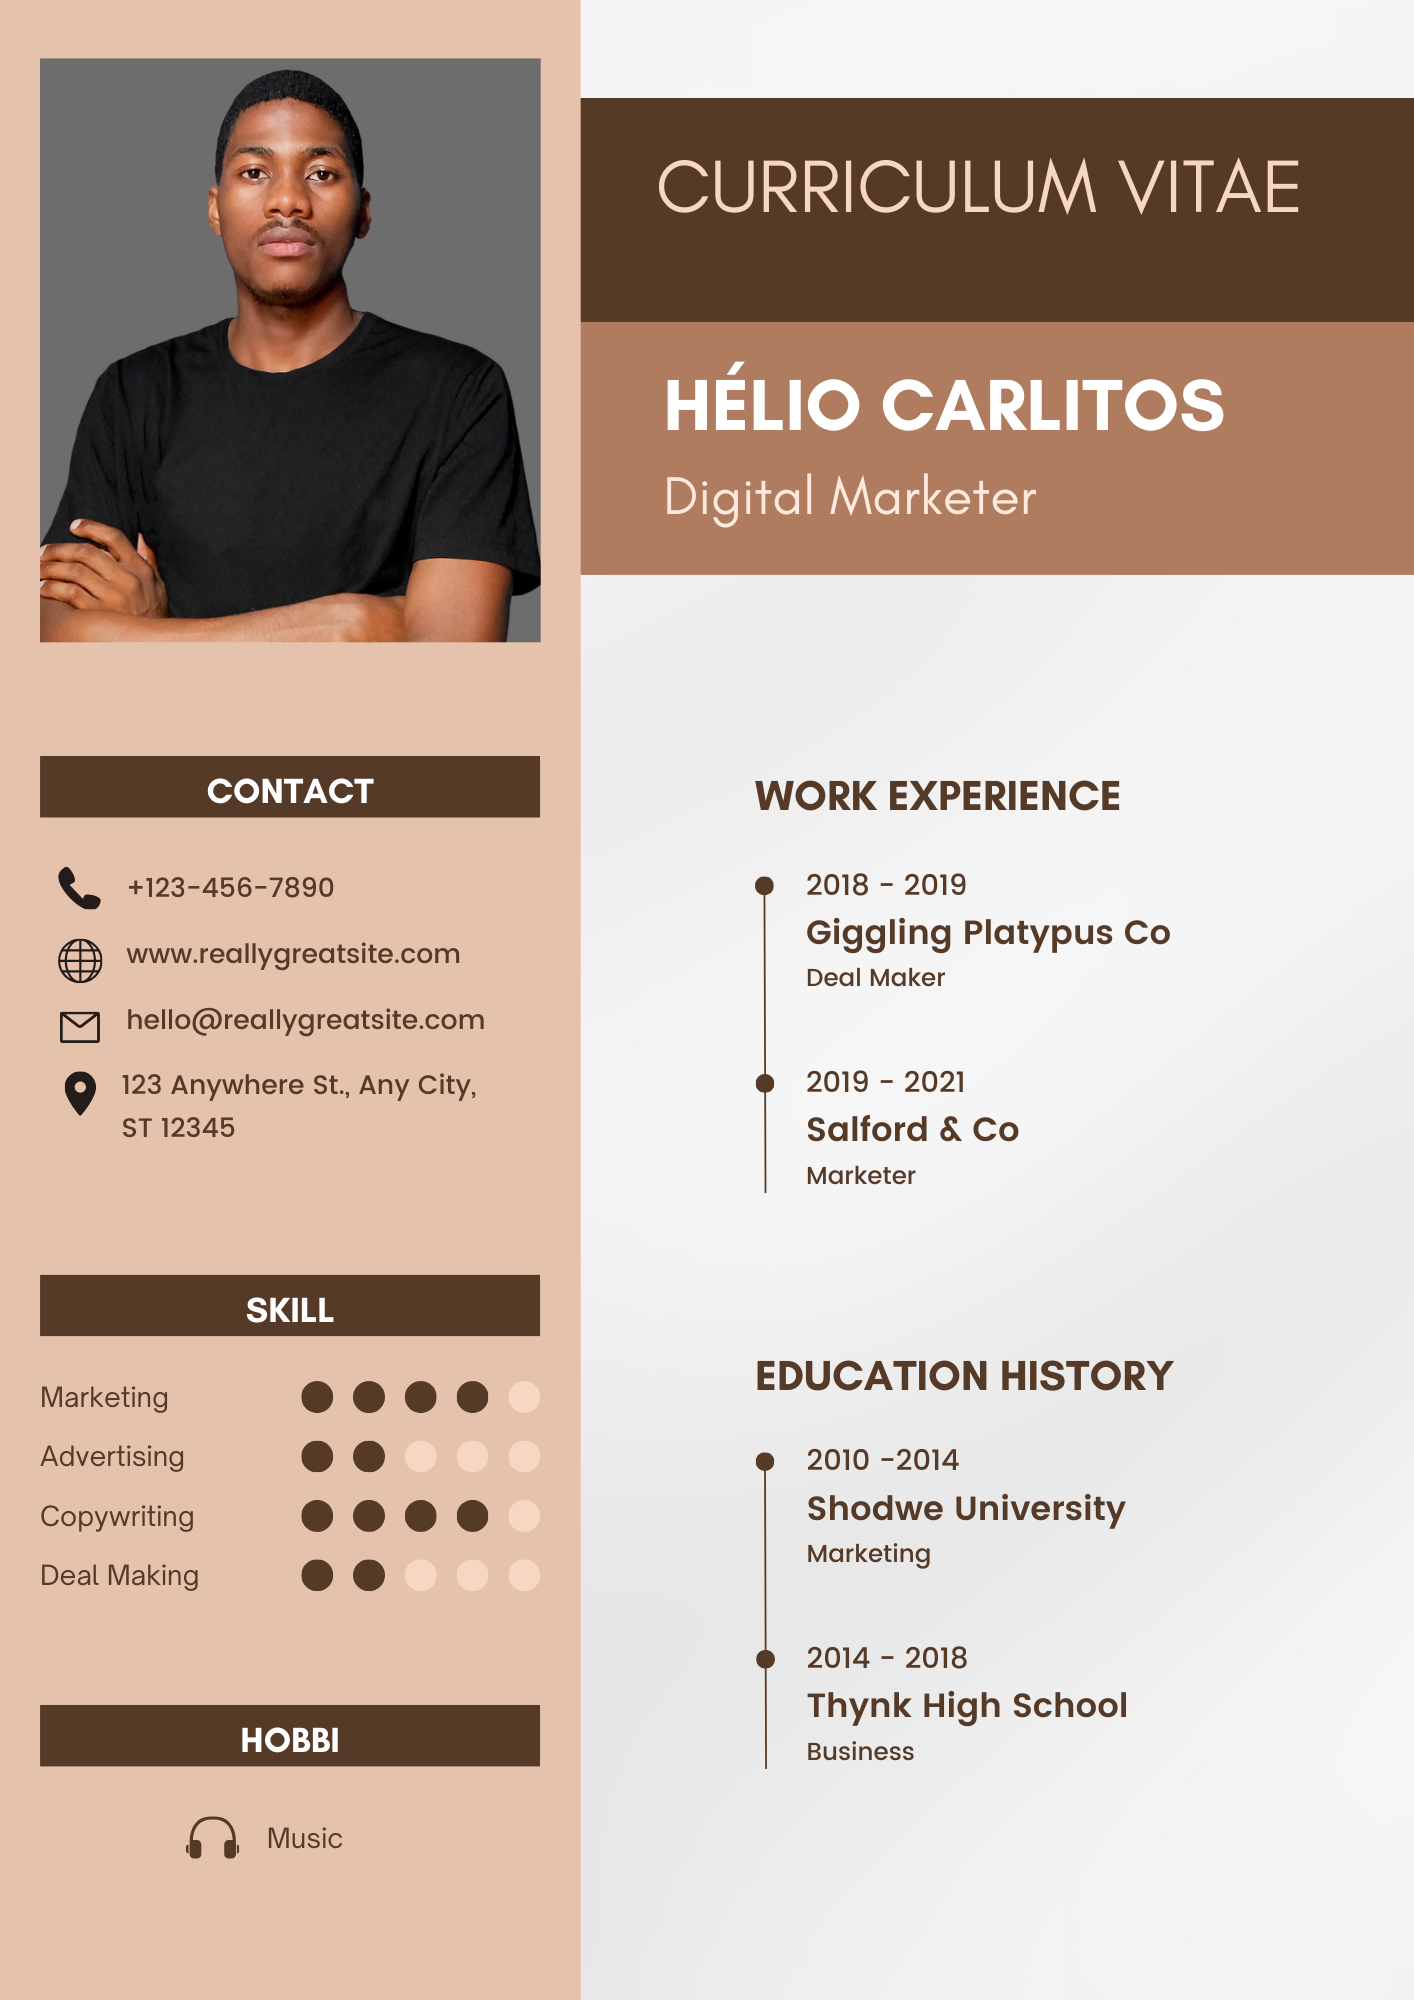 CURRICULUM VITAE
HÉLIO CARLITOS
Digital Marketer
CONTACT
+123-456-7890
www.reallygreatsite.com
hello@reallygreatsite.com
123 Anywhere St., Any City,
ST 12345
SKILL
Marketing
Advertising
Copywriting
Deal Making
HOBBI
Music
WORK EXPERIENCE
2018 - 2019
Giggling Platypus Co
Deal Maker
2019 - 2021
Salford & Co
Marketer
EDUCATION HISTORY
2010 -2014
Shodwe University
Marketing
2014 - 2018
Thynk High School
Business